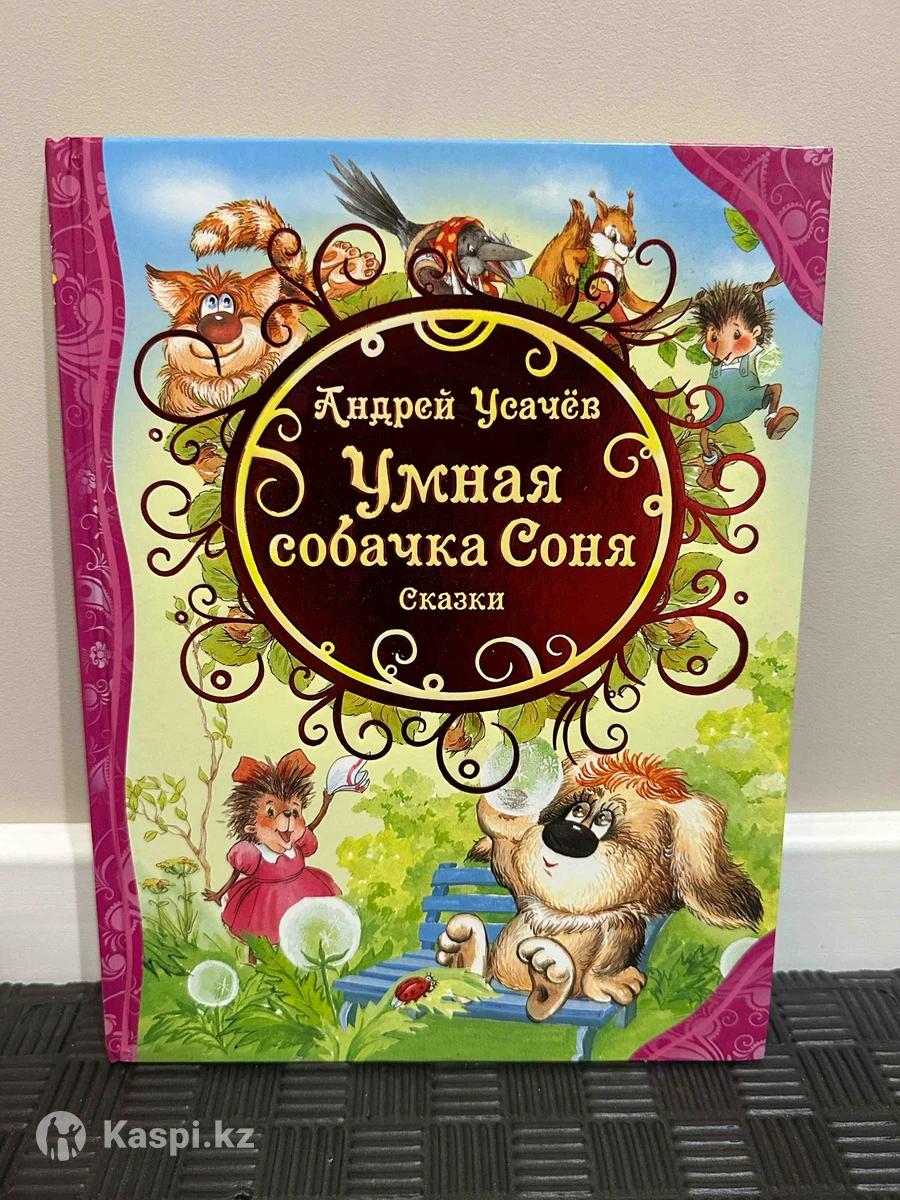 Андрей Усачёв
Умная
собачка Соня
Сказки
Kaspi.kz